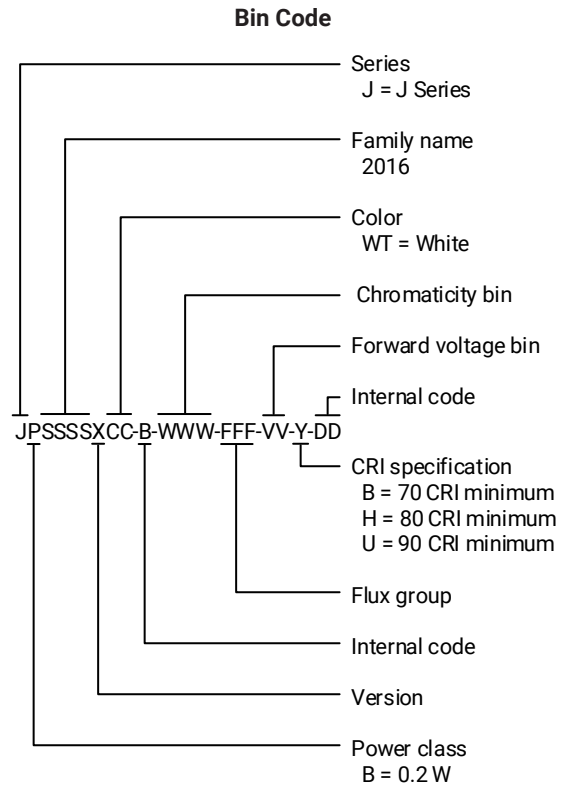 Bin Code
Series
J = J Series
Family name
2016
Color
WT = White
Chromaticity bin
Forward voltage bin
Internal code
JPSSSSXCC-B-WWW-FFF-VV-Y-DD
CRI specification
B = 70 CRI minimum
H = 80 CRI minimum
U = 90 CRI minimum
Flux group
Internal code
Version
Power class
B = 0.2 W